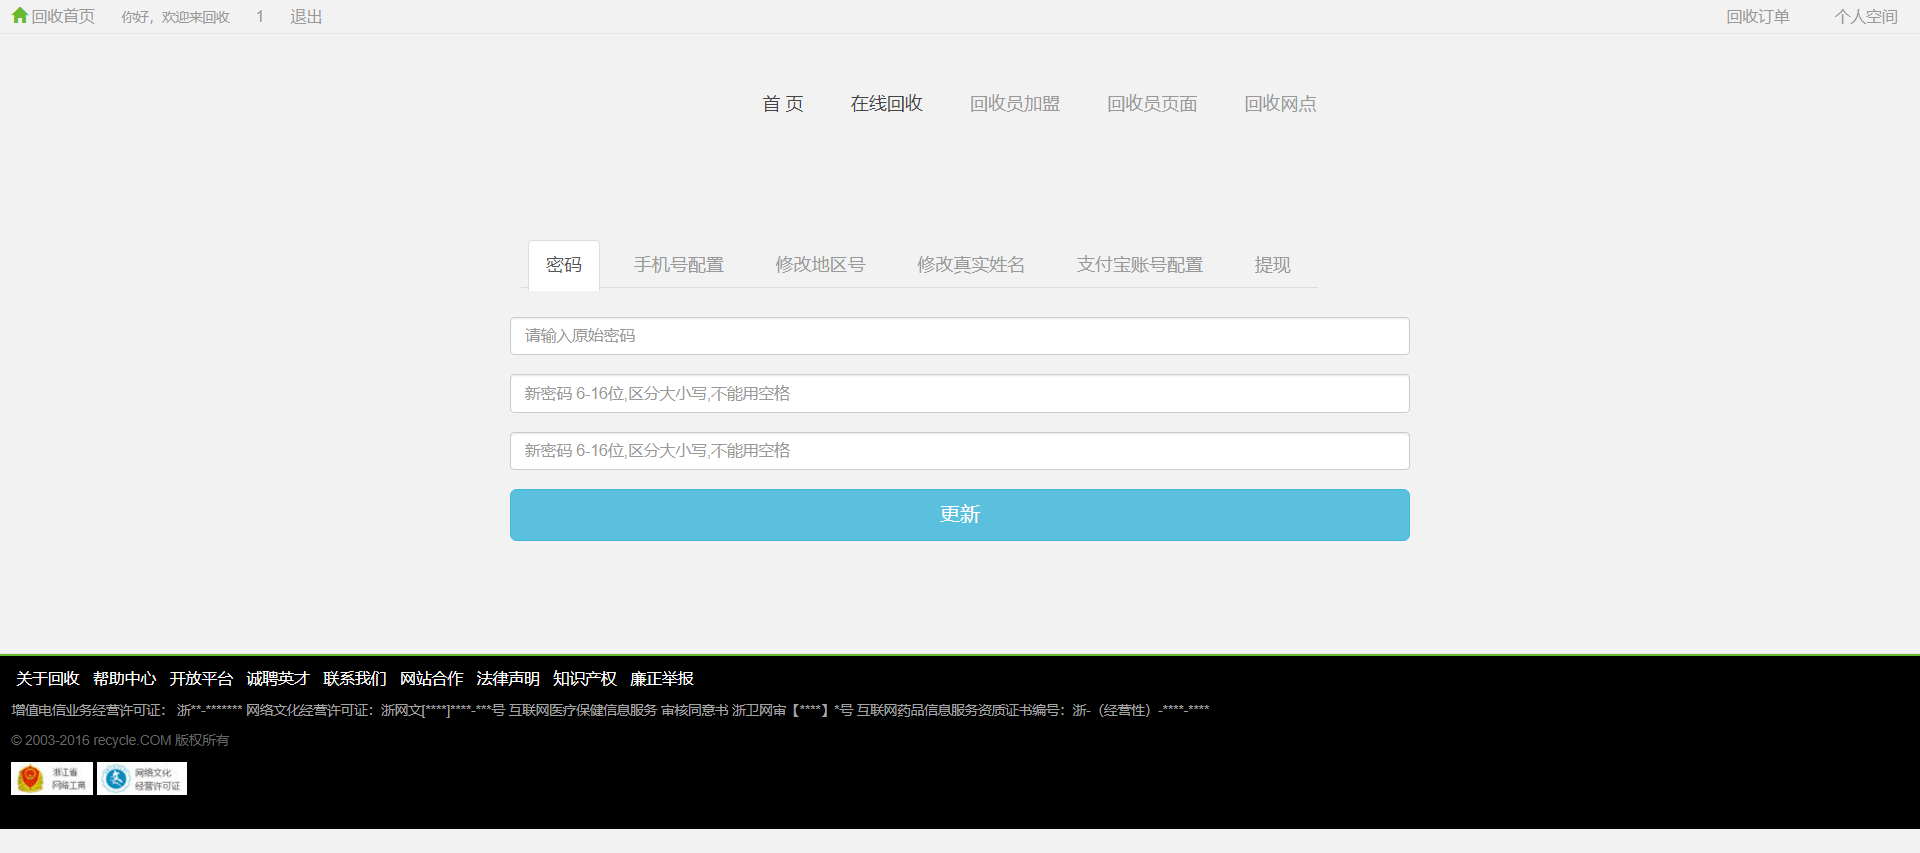 回收首页 你好，欢迎来回收 1 退出 回收订单 个人空间
首 页 在线回收 回收员加盟 回收员页面 回收网点
密码 手机号配置 修改地区号 修改真实姓名 支付宝账号配置 提现
请输入原始密码
新密码 6-16位,区分大小写,不能用空格
新密码 6-16位,区分大小写,不能用空格
更新
关于回收 帮助中心 开放平台 诚聘英才 联系我们 网站合作 法律声明 知识产权 廉正举报
增值电信业务经营许可证： 浙**-******* 网络文化经营许可证：浙网文[****]****-***号 互联网医疗保健信息服务 审核同意书 浙卫网审【****】*号 互联网药品信息服务资质证书编号：浙-（经营性）-****-****
© 2003-2016 recycle.COM 版权所有
浙江省 网络文化
网络工商 经营许可证